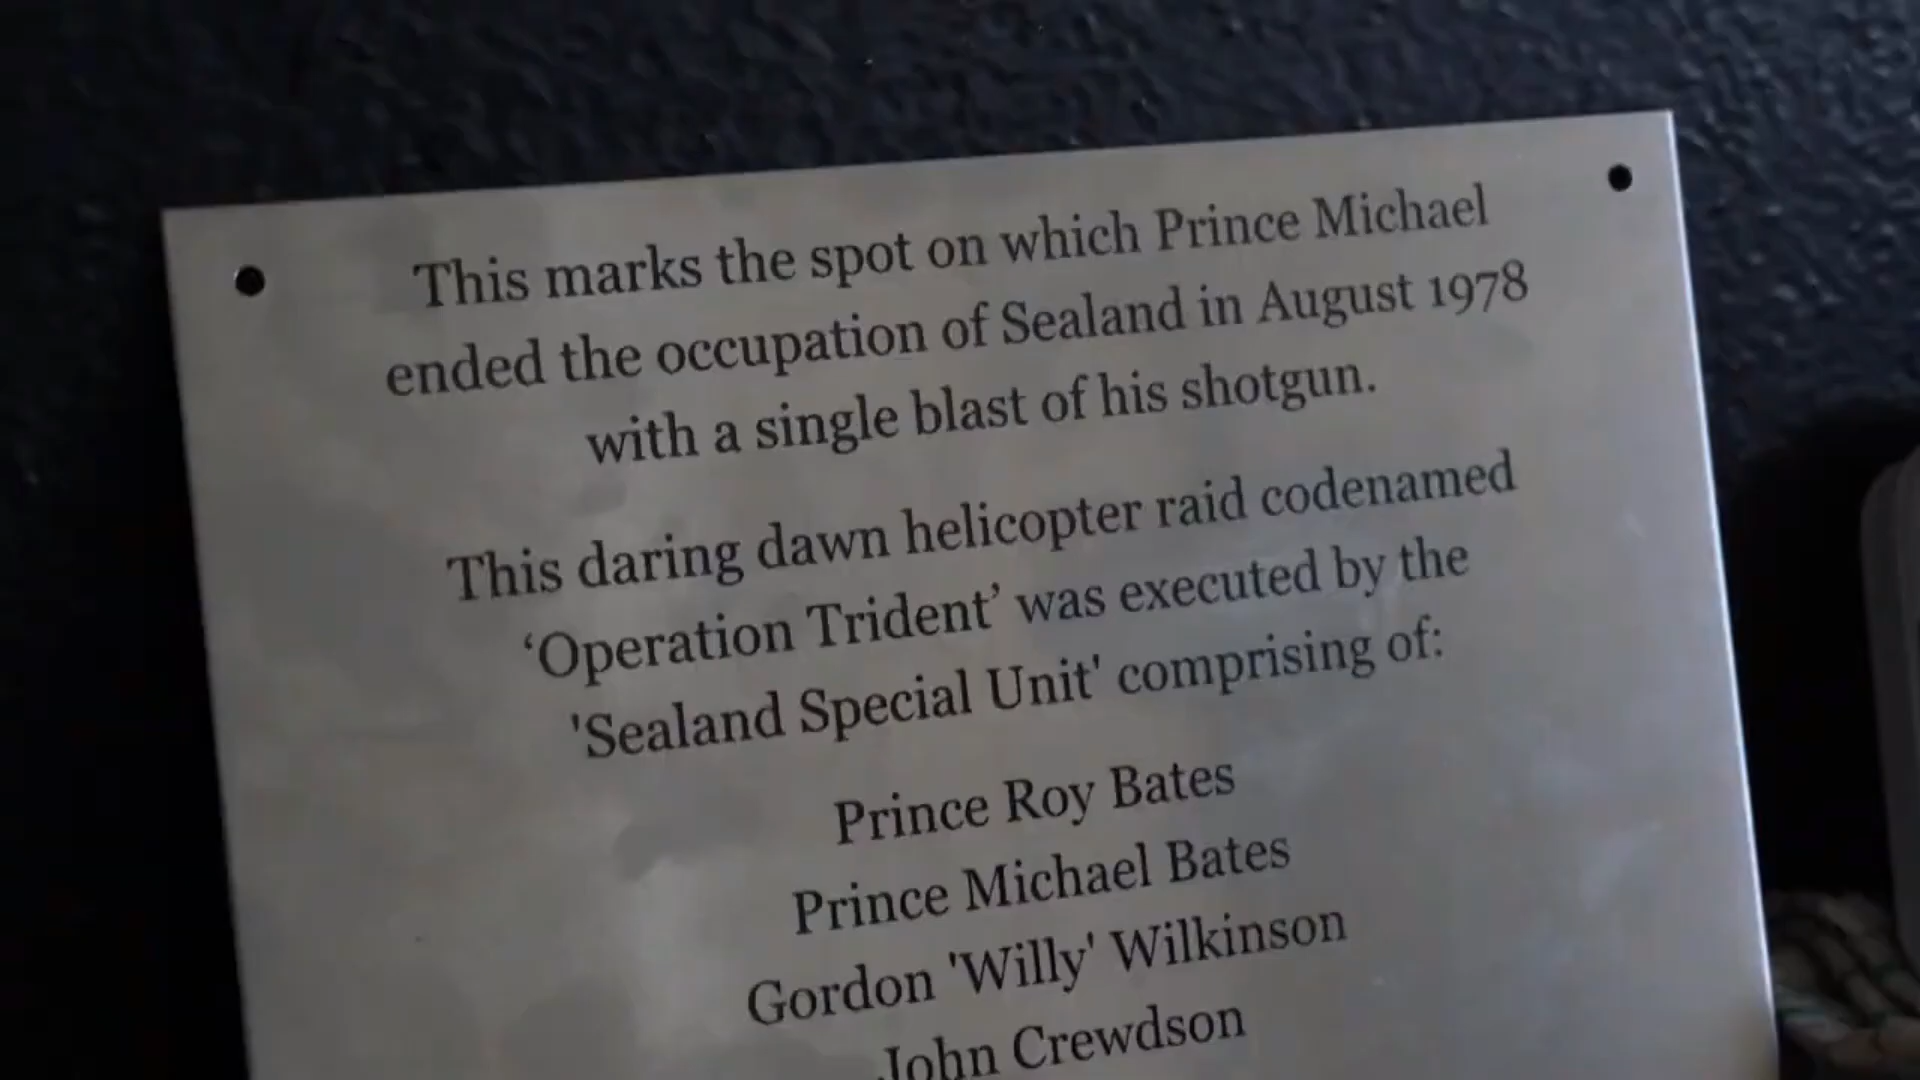 This marks the spot on which Prince Michael
ended the occupation of Sealand in August 1978
with a single blast of his shotgun.
This daring dawn helicopter raid codenamed
‘Operation Trident’ was executed by the
'Sealand Special Unit' comprising of:
Prince Roy Bates
Prince Michael Bates
Gordon 'Willy' Wilkinson
John Crewdson